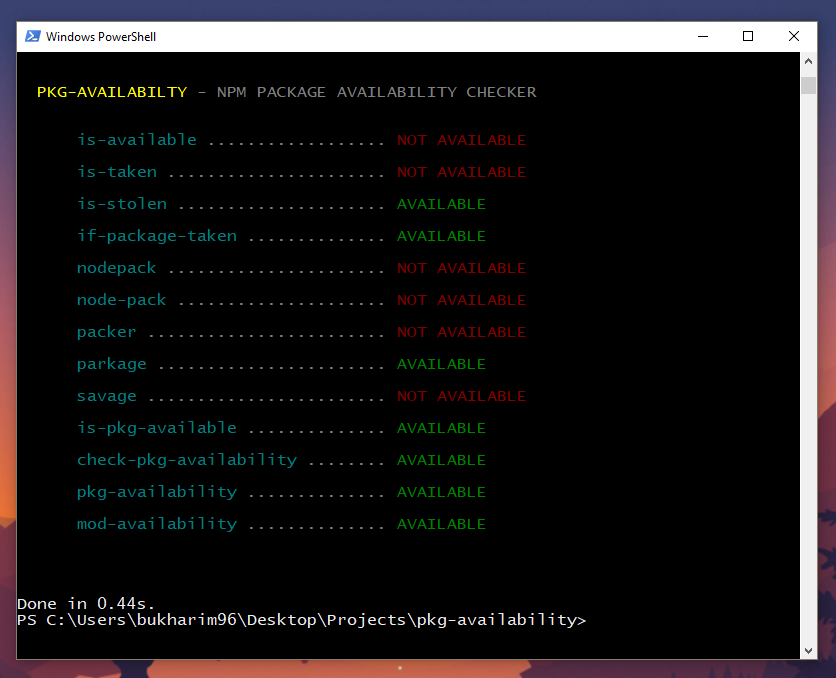 Windows PowerShell
PKG-AVAILABILTY - NPM PACKAGE AVAILABILITY CHECKER
is-available .................. NOT AVAILABLE
is-taken ...................... NOT AVAILABLE
is-stolen ..................... AVAILABLE
if-package-taken .............. AVAILABLE
nodepack ...................... NOT AVAILABLE
node-pack ..................... NOT AVAILABLE
packer ........................ NOT AVAILABLE
parkage ....................... AVAILABLE
savage ........................ NOT AVAILABLE
is-pkg-available .............. AVAILABLE
check-pkg-availability ........ AVAILABLE
pkg-availability .............. AVAILABLE
mod-availability .............. AVAILABLE
Done in 0.44s.
PS C:\Users\bukharim96\Desktop\Projects\pkg-availability>